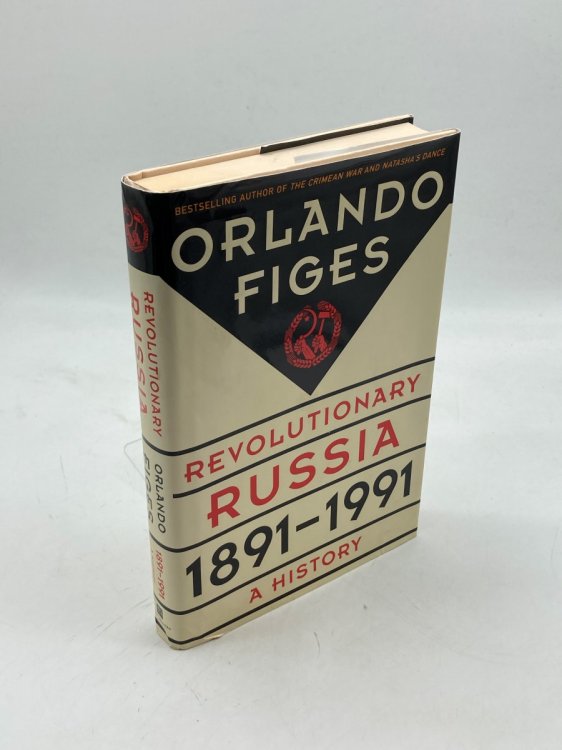 BESTSELLING AUTHOR OF THE CRIMEAN WAR AND NATASHA'S DANCE
ORLANDO
FIGES
REVOLUTIONARY
RUSSIA
1891–1991
A HISTORY
REVOLUTIONARY
RUSSIA
ORLANDO
FIGES
1891–1991